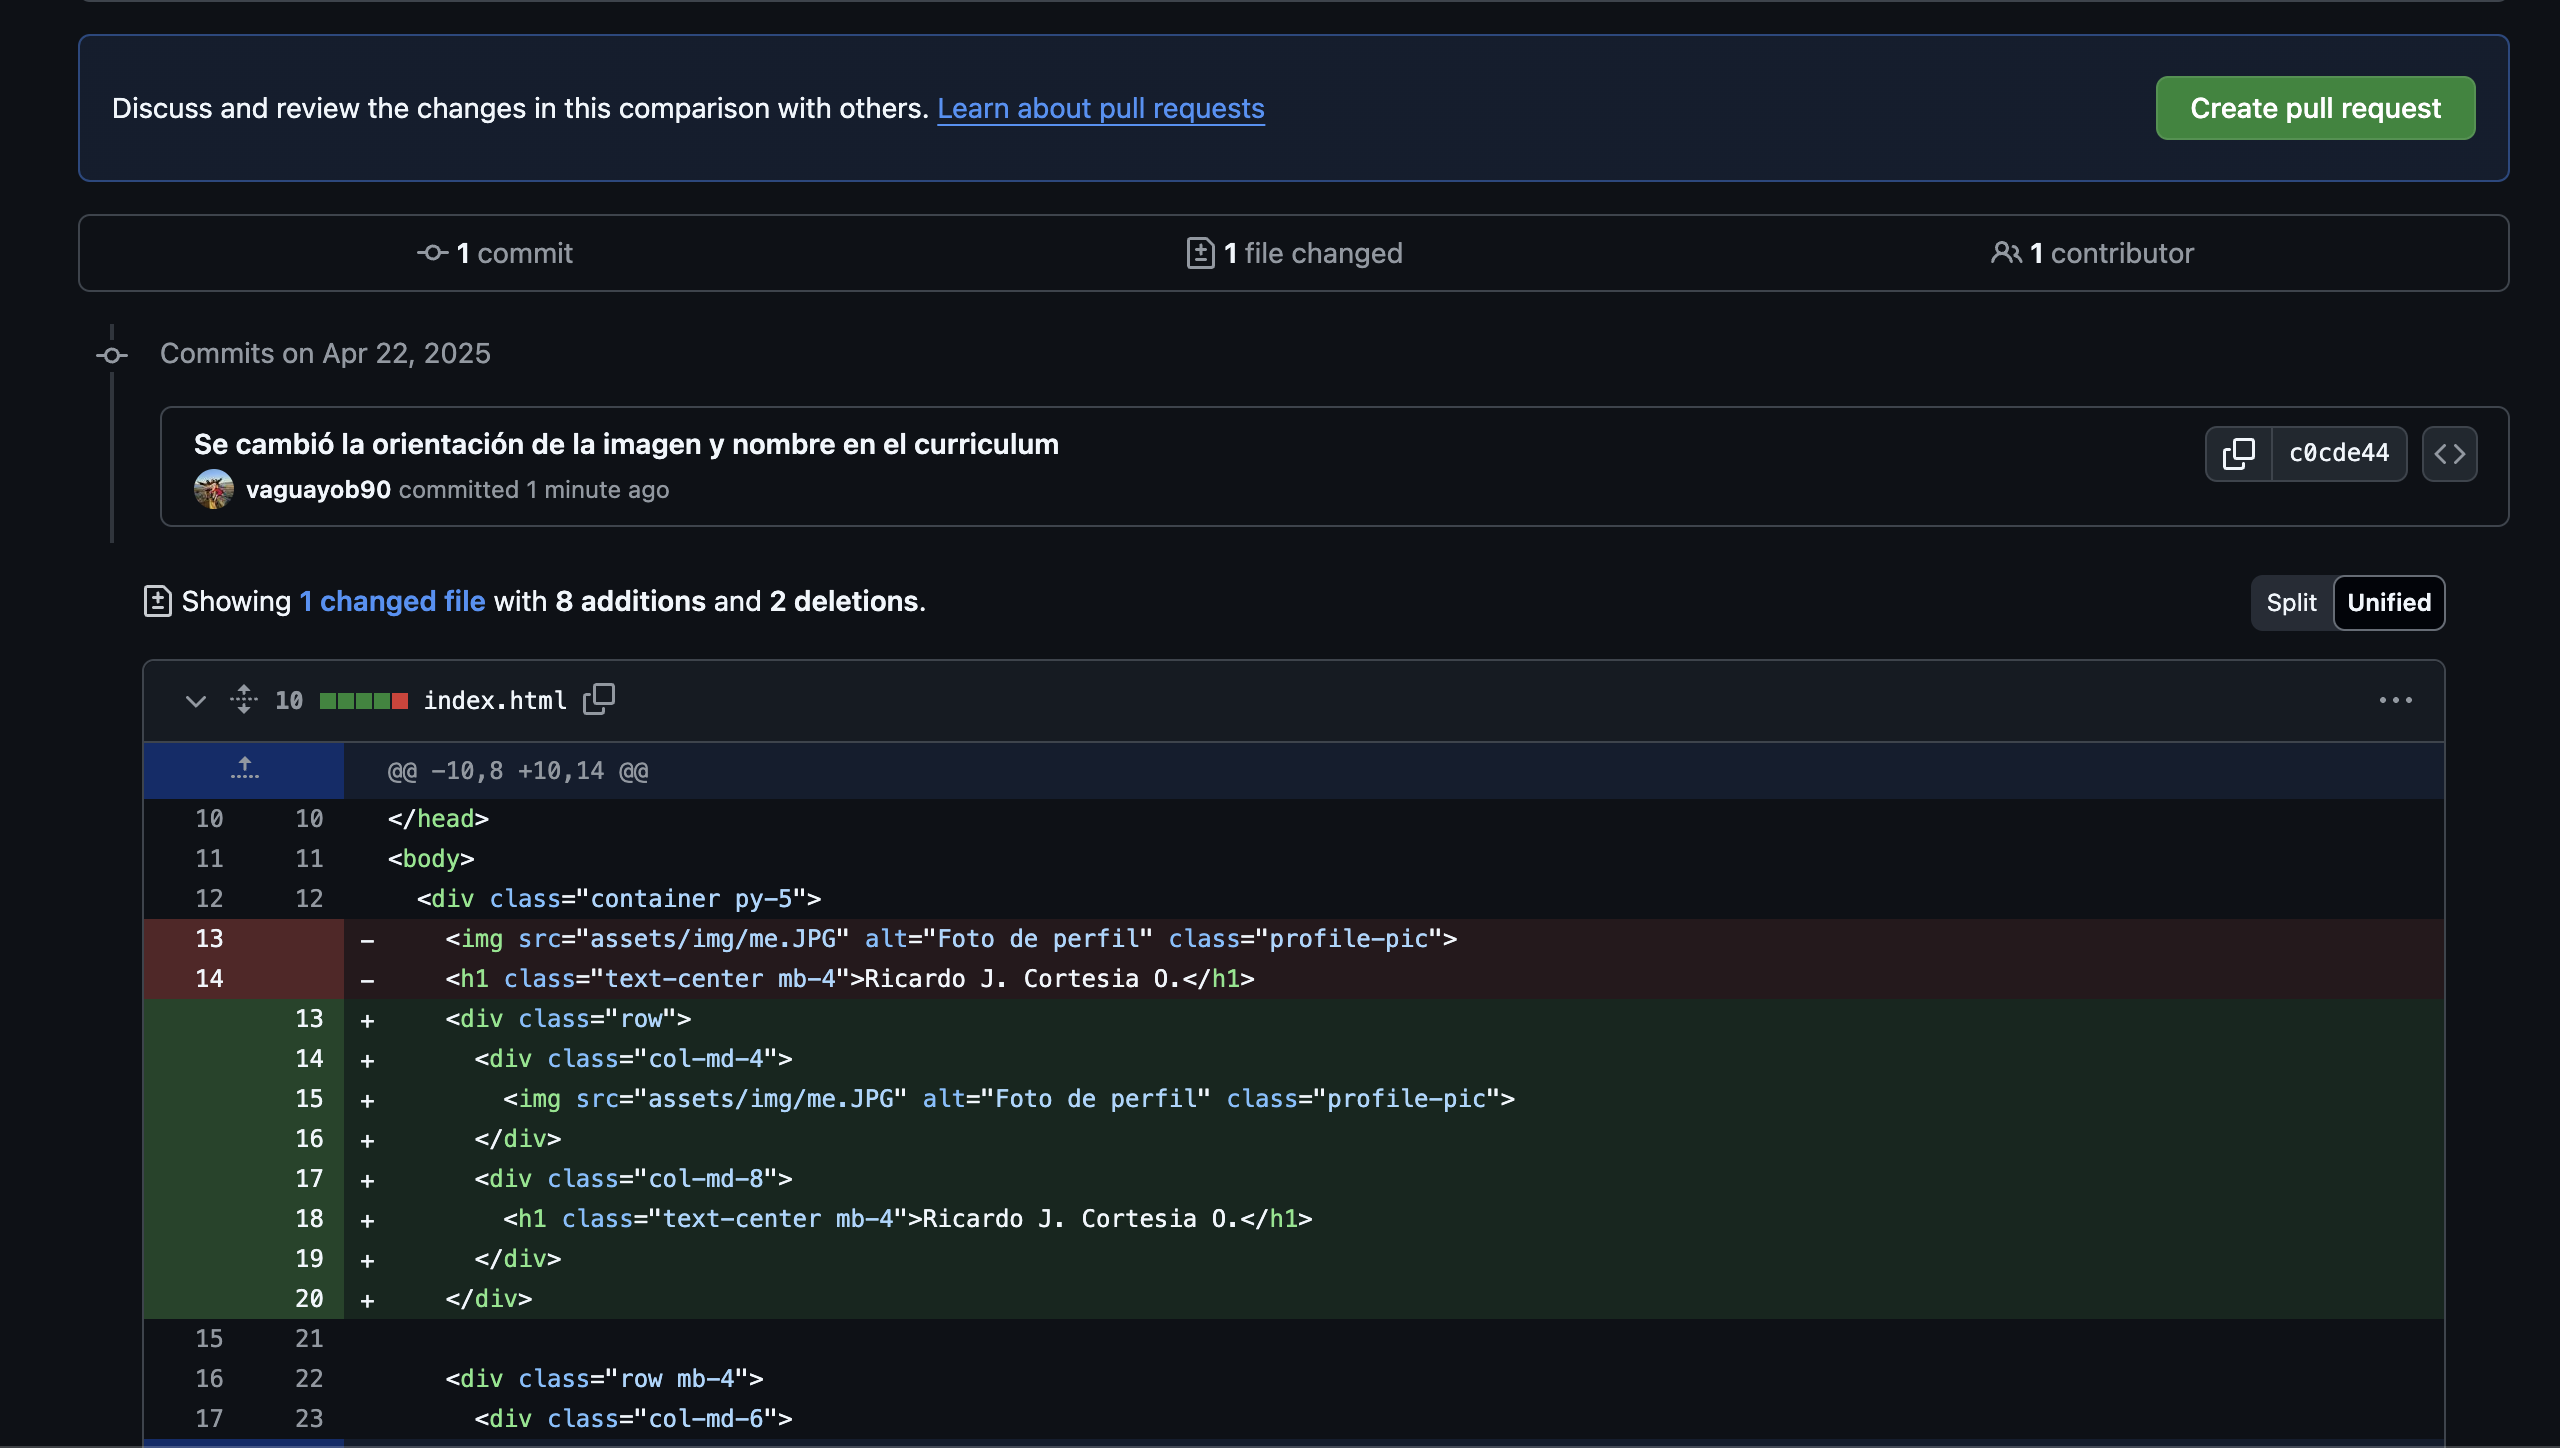 Discuss and review the changes in this comparison with others. Learn about pull requests
Create pull request
1 commit
1 file changed
1 contributor
Commits on Apr 22, 2025
Se cambió la orientación de la imagen y nombre en el curriculum
c0cde44
vaguayob90 committed 1 minute ago
Showing 1 changed file with 8 additions and 2 deletions.
Split
Unified
10 index.html
@@ -10,8 +10,14 @@
10 10 </head>
11 11 <body>
12 12 <div class="container py-5">
13 - <img src="assets/img/me.JPG" alt="Foto de perfil" class="profile-pic">
14 - <h1 class="text-center mb-4">Ricardo J. Cortesia O.</h1>
13 + <div class="row">
14 + <div class="col-md-4">
15 + <img src="assets/img/me.JPG" alt="Foto de perfil" class="profile-pic">
16 + </div>
17 + <div class="col-md-8">
18 + <h1 class="text-center mb-4">Ricardo J. Cortesia O.</h1>
19 + </div>
20 + </div>
15 21
16 22 <div class="row mb-4">
17 23 <div class="col-md-6">